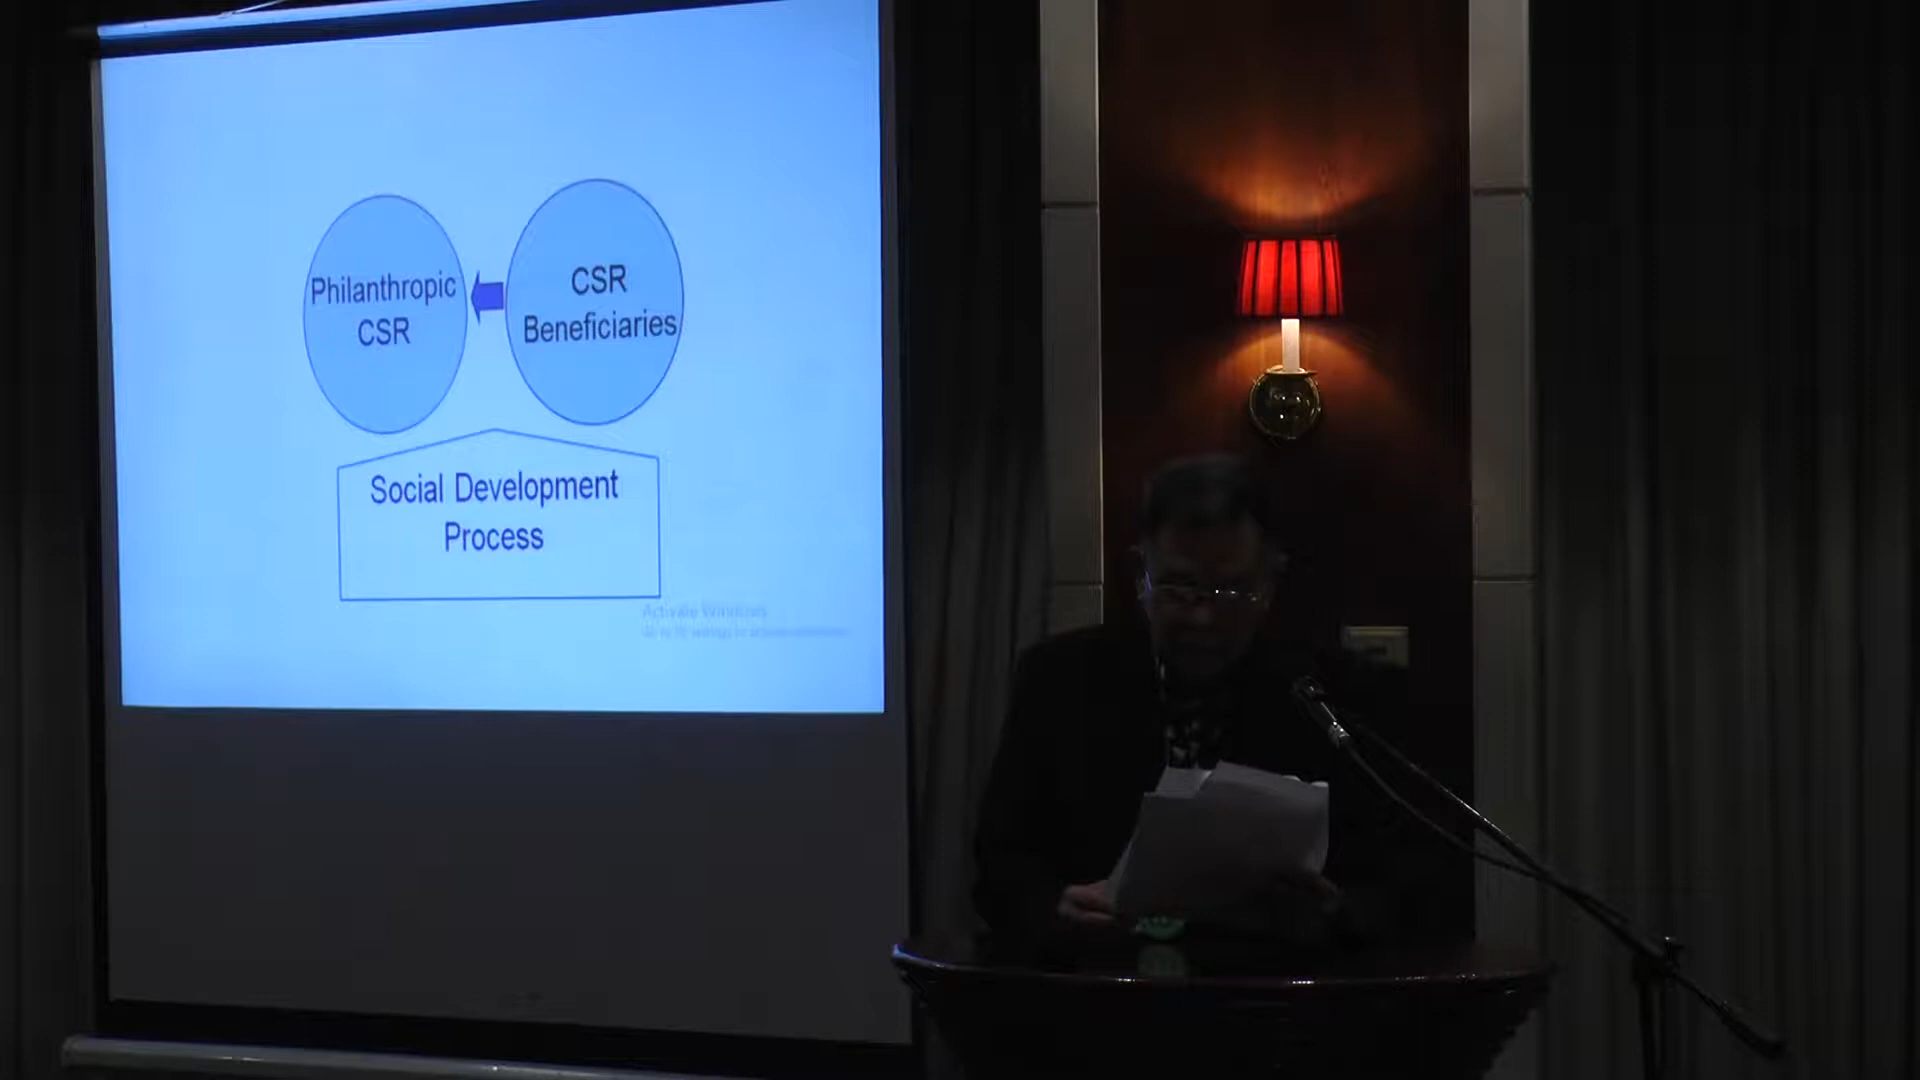 Philanthropic
CSR
CSR
Beneficiaries
Social Development
Process
Activate Windows